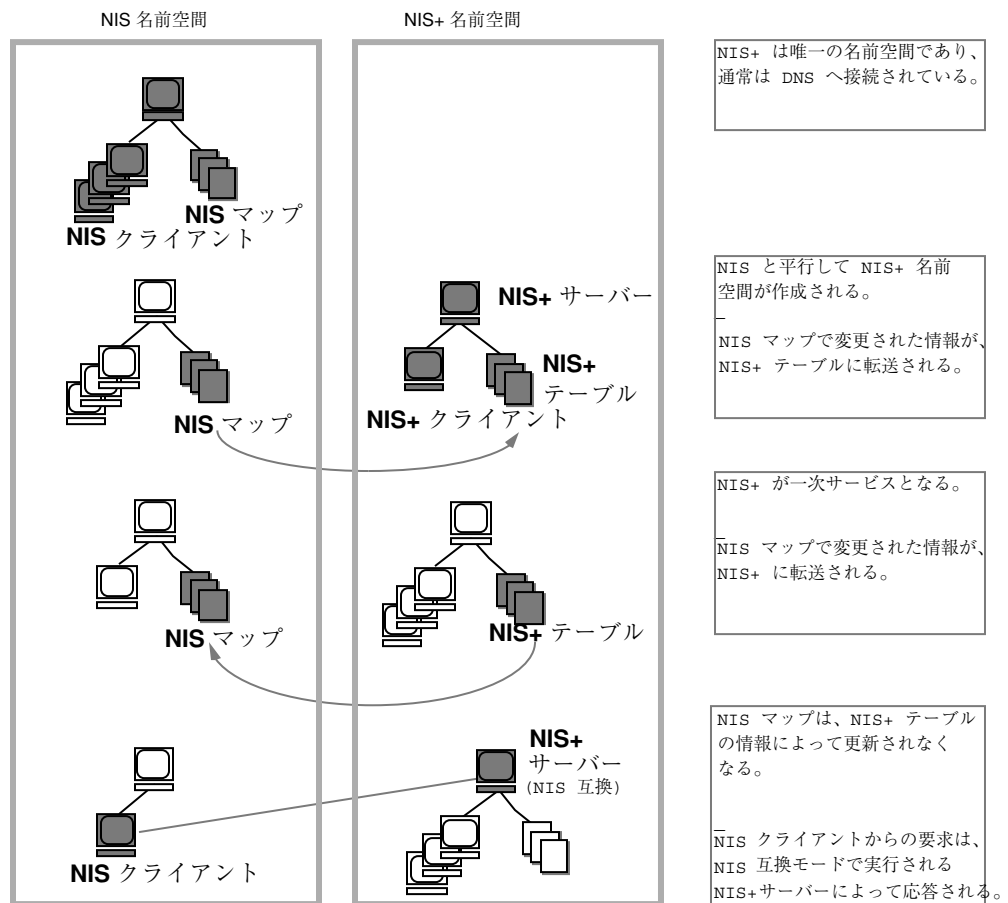 NIS 名前空間
NIS+ 名前空間
NIS+ は唯一の名前空間であり、
通常は DNS へ接続されている。
NIS マップ
NIS クライアント
NIS と平行して NIS+ 名前
空間が作成される。
NIS マップで変更された情報が、
NIS+ テーブルに転送される。
NIS+ サーバー
NIS+
テーブル
NIS マップ
NIS+ クライアント
NIS+ が一次サービスとなる。
NIS マップで変更された情報が、
NIS+ に転送される。
NIS マップ
NIS+ テーブル
NIS マップは、NIS+ テーブル
の情報によって更新されなく
なる。
NIS クライアントからの要求は、
NIS 互換モードで実行される
NIS+サーバーによって応答される。
NIS+
サーバー
(NIS 互換)
NIS クライアント